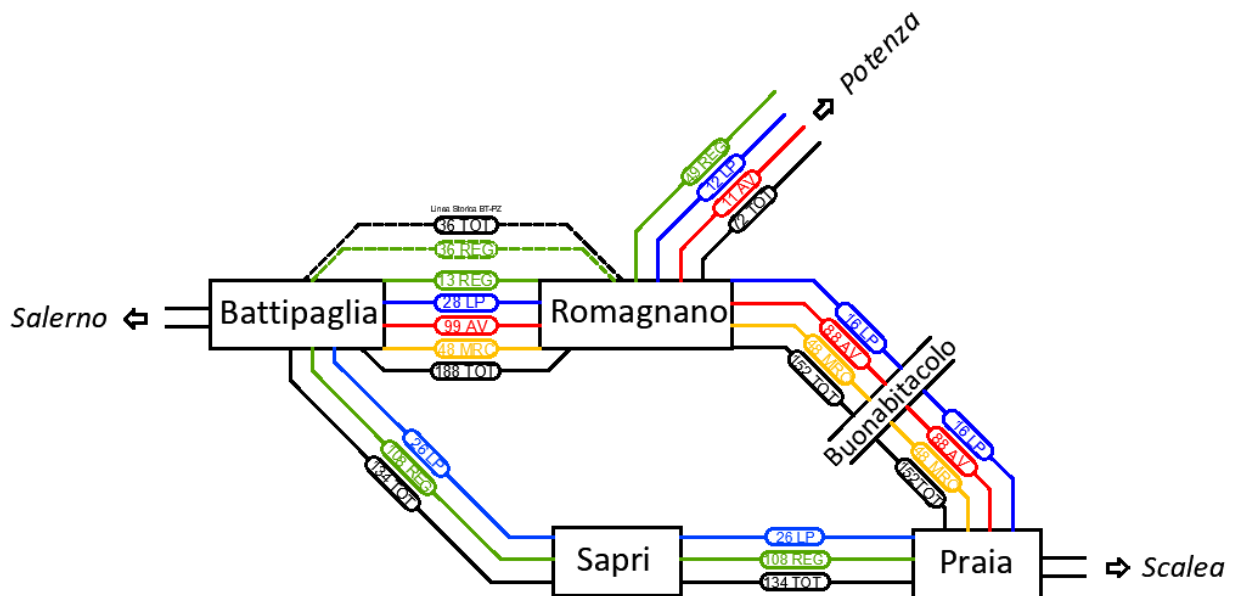 Potenza
49 REG
12 LP
11 AV
72 TOT
Linea Storica BT-PZ
36 TOT
36 REG
Salerno
Battipaglia
13 REG
28 LP
99 AV
48 MRC
188 TOT
Romagnano
16 LP
88 AV
48 MRC
152 TOT
Buonabitacolo
16 LP
88 AV
48 MRC
152TOT
26 LP
108 REG
134 TOT
Sapri
26 LP
108 REG
134 TOT
Praia
Scalea